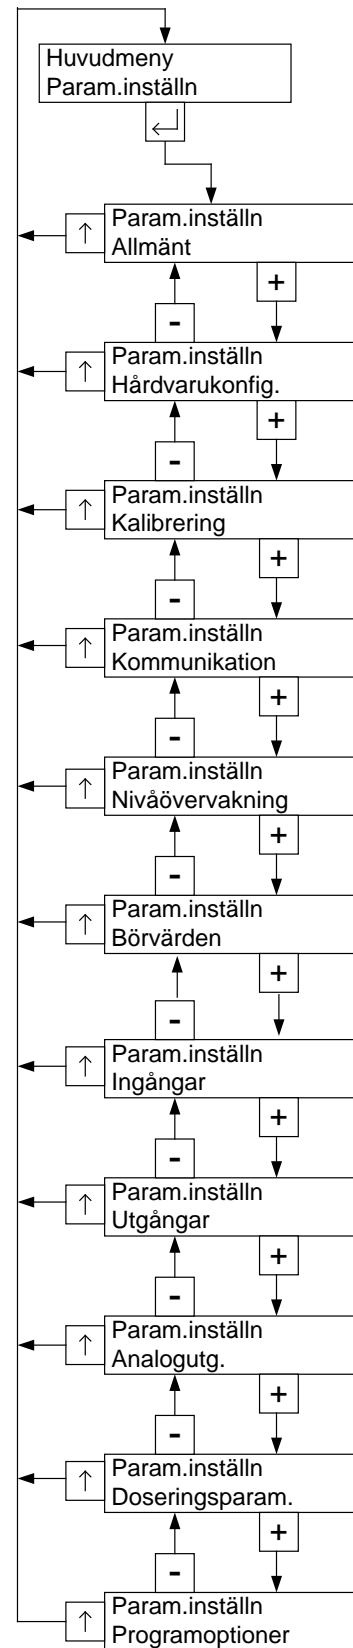 Huvudmeny
Param.inställn
↑
Param.inställn
Allmänt
+
-
↑
Param.inställn
Hårdvarukonfig.
+
-
↑
Param.inställn
Kalibrering
+
-
↑
Param.inställn
Kommunikation
+
-
↑
Param.inställn
Nivåövervakning
+
-
↑
Param.inställn
Börvärden
+
-
↑
Param.inställn
Ingångar
+
-
↑
Param.inställn
Utgångar
+
-
↑
Param.inställn
Analogutg.
+
-
↑
Param.inställn
Doseringsparam.
+
-
↑
Param.inställn
Programoptioner